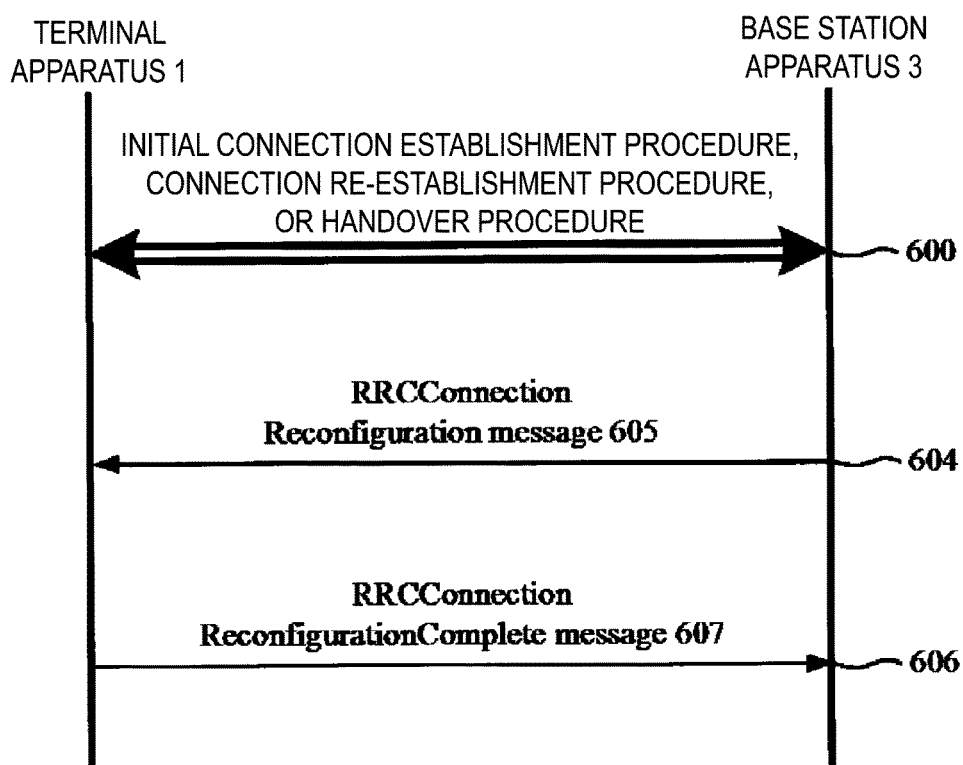 TERMINAL
APPARATUS 1
BASE STATION
APPARATUS 3
INITIAL CONNECTION ESTABLISHMENT PROCEDURE,
CONNECTION RE-ESTABLISHMENT PROCEDURE,
OR HANDOVER PROCEDURE
600
RRCConnection
Reconfiguration message 605
604
RRCConnection
ReconfigurationComplete message 607
606